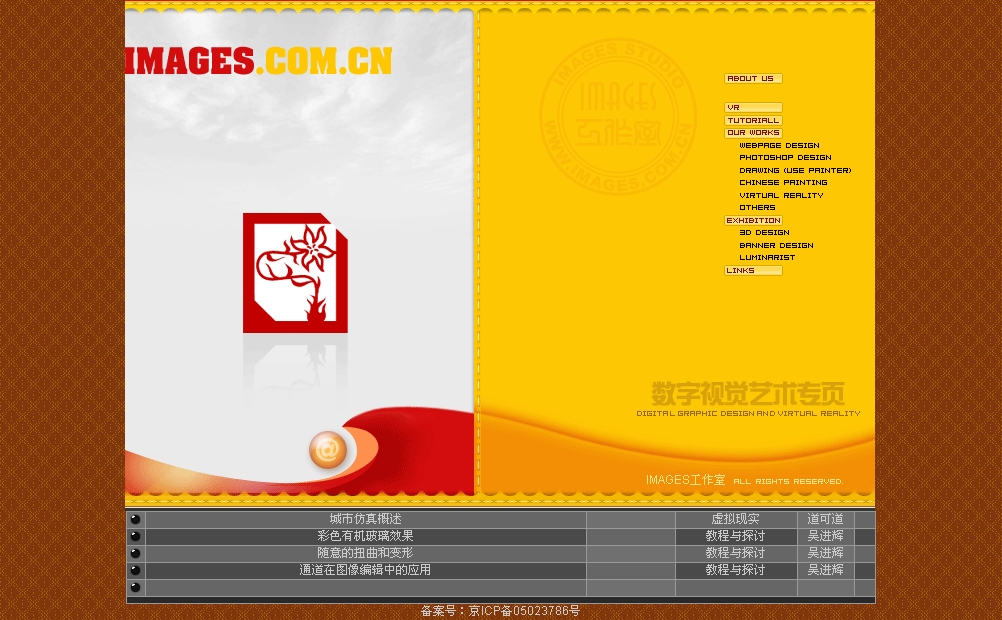 IMAGES.COM.CN
IMAGES STUDIO
IMAGES
工作室
WWW.IMAGES.COM.CN
ABOUT US
VR
TUTORIALL
OUR WORKS
WEBPAGE DESIGN
PHOTOSHOP DESIGN
DRAWING (USE PAINTER)
CHINESE PAINTING
VIRTUAL REALITY
OTHERS
EXHIBITION
3D DESIGN
BANNER DESIGN
LUMINARIST
LINKS
@
数字视觉艺术专页
DIGITAL GRAPHIC DESIGN AND VIRTUAL REALITY
IMAGES工作室 ALL RIGHTS RESERVED.
城市仿真概述 虚拟现实 道可道
彩色有机玻璃效果 教程与探讨 吴进辉
随意的扭曲和变形 教程与探讨 吴进辉
通道在图像编辑中的应用 教程与探讨 吴进辉
备案号：京ICP备05023786号